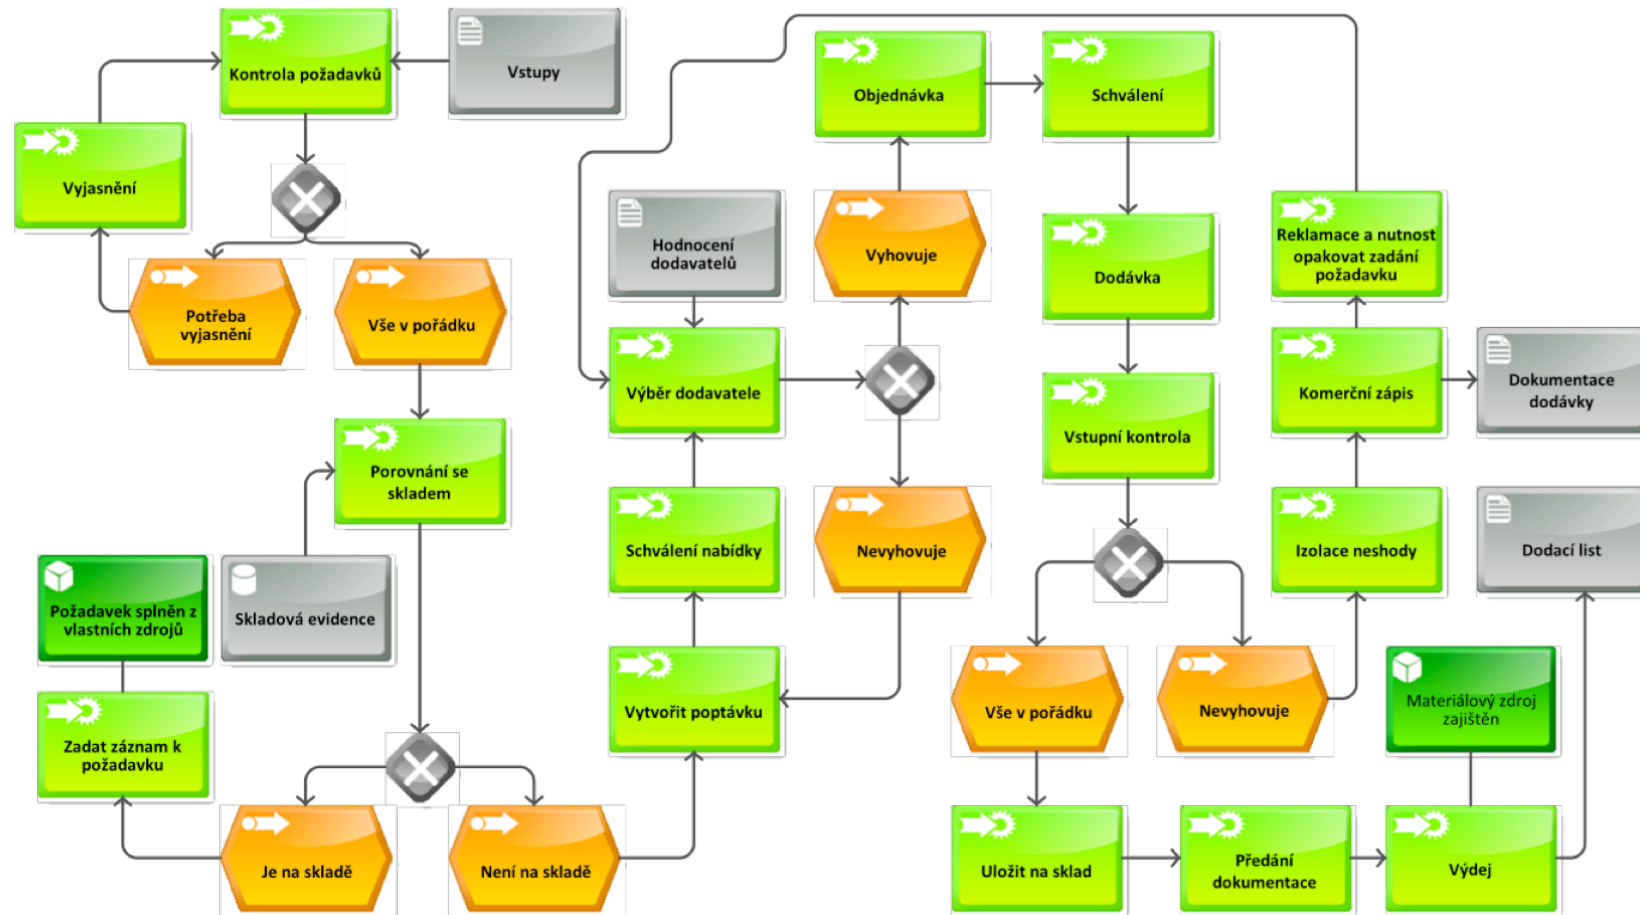 Kontrola požadavků
Vstupy
Vyjasnění
Potřeba
vyjasnění
Vše v pořádku
Porovnání se
skladem
Požadavek splněn z
vlastních zdrojů
Skladová evidence
Zadat záznam k
požadavku
Je na skladě
Není na skladě
Hodnocení
dodavatelů
Výběr dodavatele
Schválení nabídky
Vytvořit poptávku
Objednávka
Vyhovuje
Nevyhovuje
Schválení
Dodávka
Vstupní kontrola
Vše v pořádku
Nevyhovuje
Reklamace a nutnost
opakovat zadání
požadavku
Komerční zápis
Dokumentace
dodávky
Izolace neshody
Dodací list
Materiálový zdroj
zajištěn
Uložit na sklad
Předání
dokumentace
Výdej